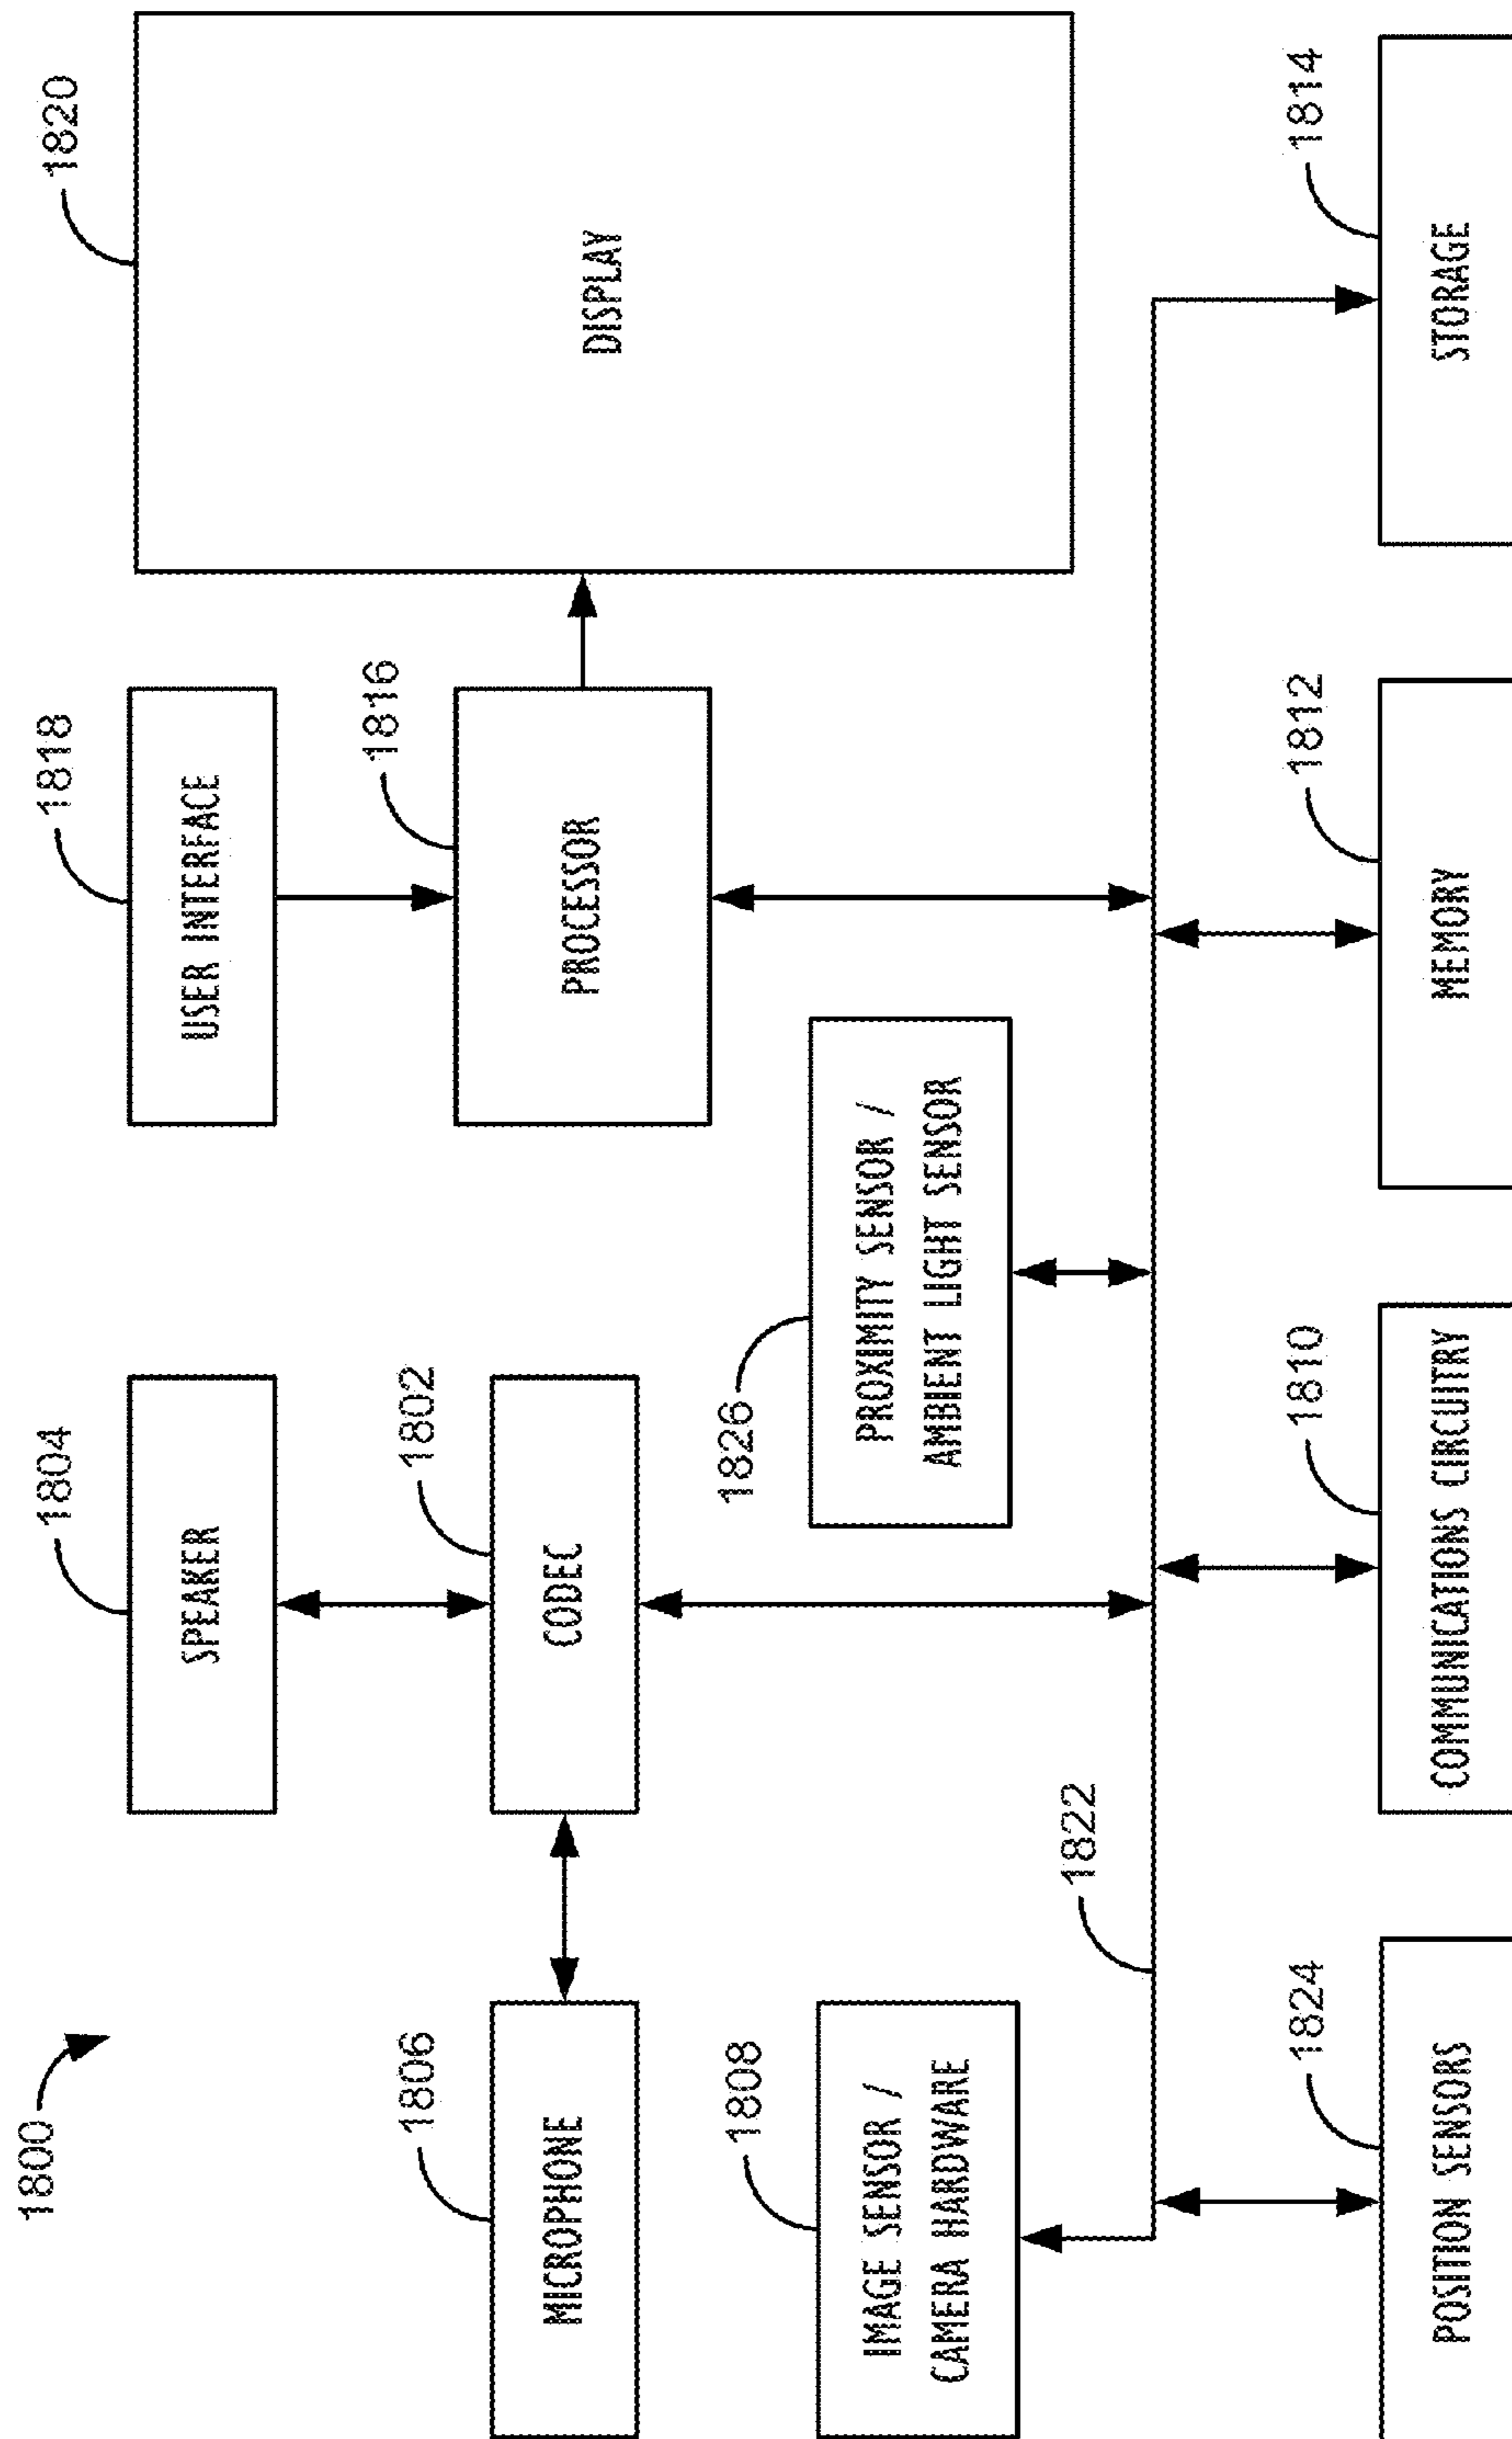 1800
SPEAKER
1804
USER INTERFACE
1818
1820
MICROPHONE
1806
CODEC
1802
PROCESSOR
1816
DISPLAY
IMAGE SENSOR /
CAMERA HARDWARE
1808
PROXIMITY SENSOR /
AMBIENT LIGHT SENSOR
1826
1822
POSITION SENSORS
1824
COMMUNICATIONS CIRCUITRY
1810
MEMORY
1812
STORAGE
1814